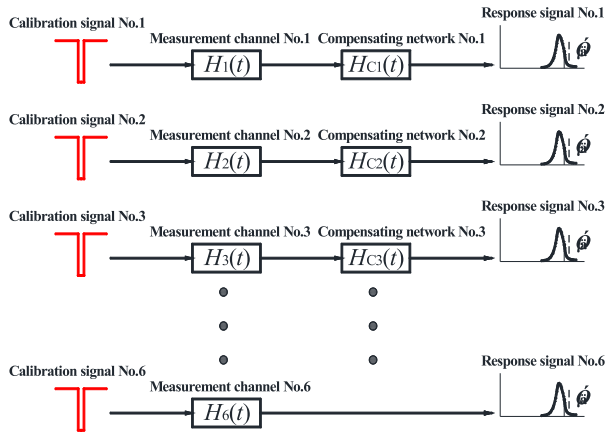 Calibration signal No.1
Measurement channel No.1
Compensating network No.1
Response signal No.1
H1(t)
HC1(t)
Calibration signal No.2
Measurement channel No.2
Compensating network No.2
Response signal No.2
H2(t)
HC2(t)
Calibration signal No.3
Measurement channel No.3
Compensating network No.3
Response signal No.3
H3(t)
HC3(t)
Calibration signal No.6
Measurement channel No.6
Response signal No.6
H6(t)